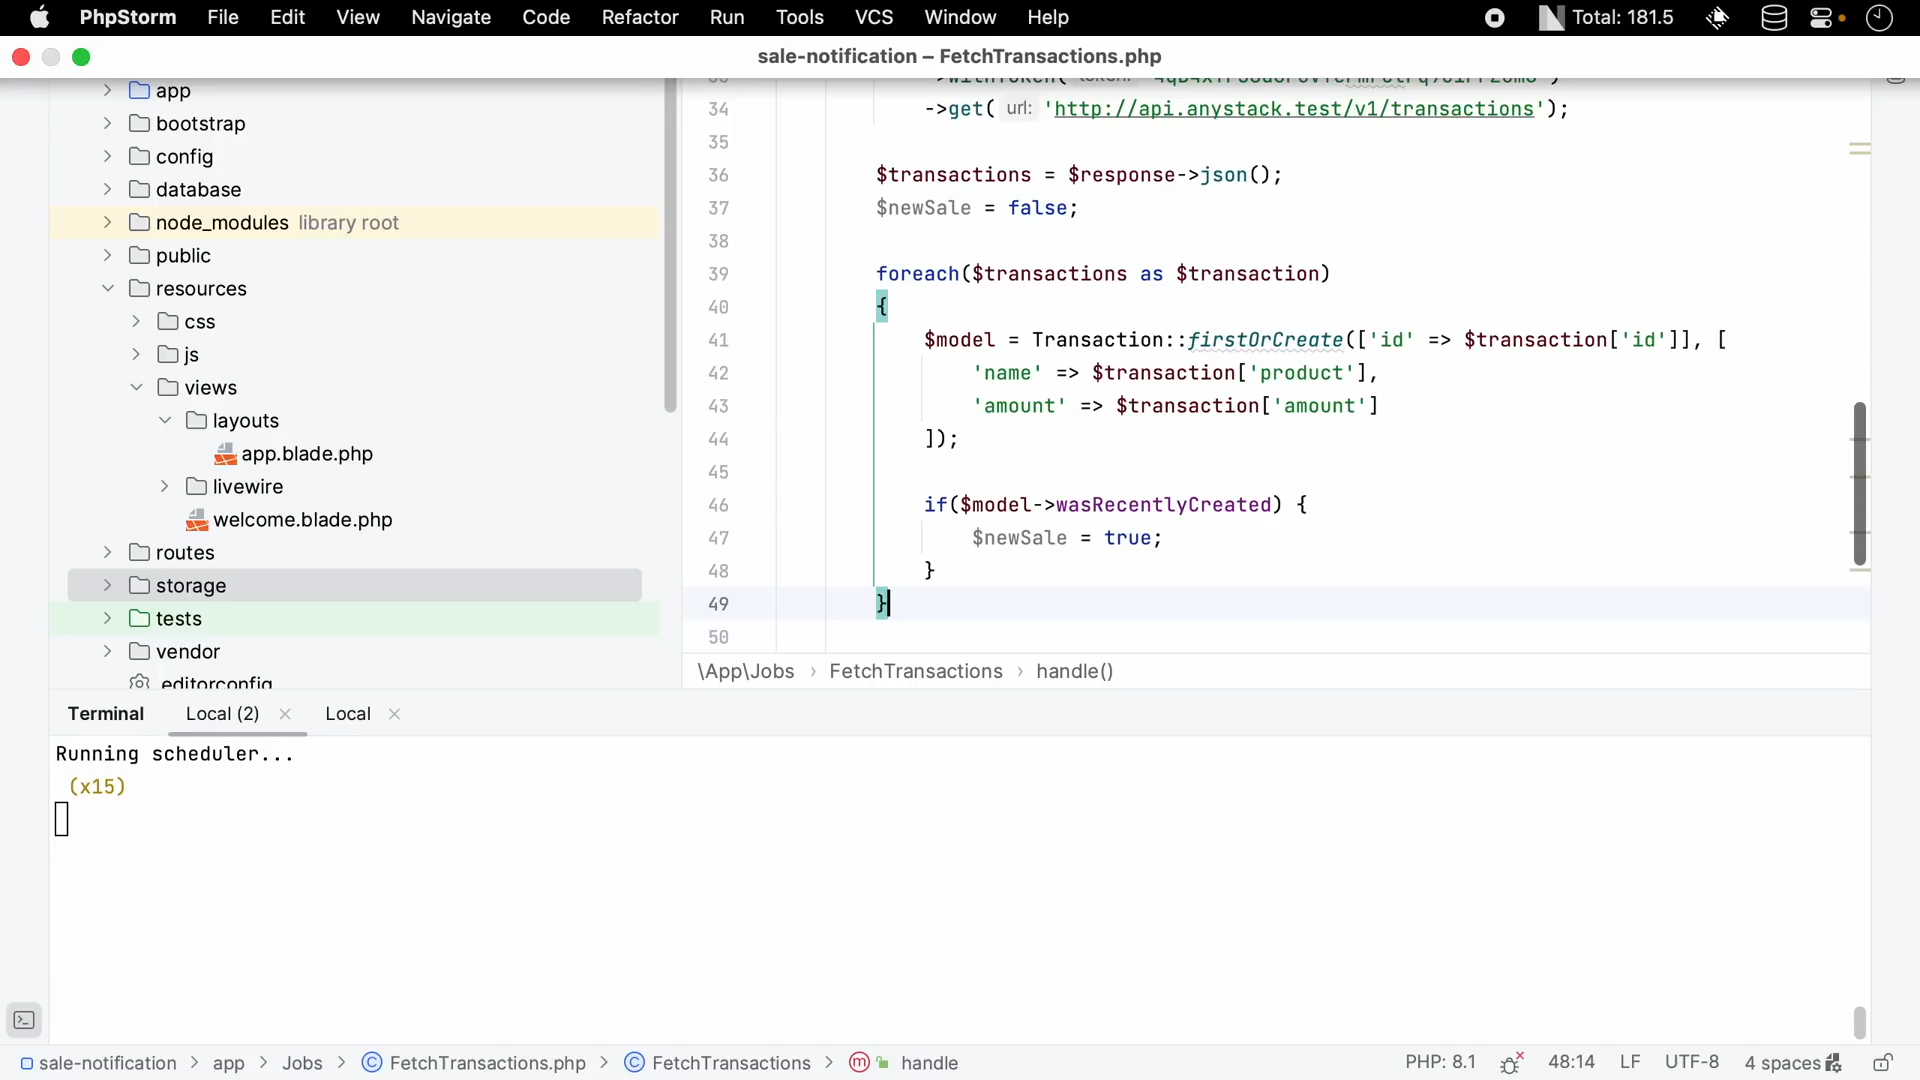 PhpStorm File Edit View Navigate Code Refactor Run Tools VCS Window Help Total: 181.5
sale-notification – FetchTransactions.php
app
bootstrap
config
database
node_modules library root
public
resources
css
js
views
layouts
app.blade.php
livewire
welcome.blade.php
routes
storage
tests
vendor
.editorconfig
34 ->get( url: 'http://api.anystack.test/v1/transactions');
35
36 $transactions = $response->json();
37 $newSale = false;
38
39 foreach($transactions as $transaction)
40 {
41 $model = Transaction::firstOrCreate(['id' => $transaction['id']], [
42 'name' => $transaction['product'],
43 'amount' => $transaction['amount']
44 ]);
45
46 if($model->wasRecentlyCreated) {
47 $newSale = true;
48 }
49 }
50
\App\Jobs › FetchTransactions › handle()
Terminal Local (2) × Local ×
Running scheduler...
(x15)
sale-notification > app > Jobs > FetchTransactions.php > FetchTransactions > handle PHP: 8.1 48:14 LF UTF-8 4 spaces